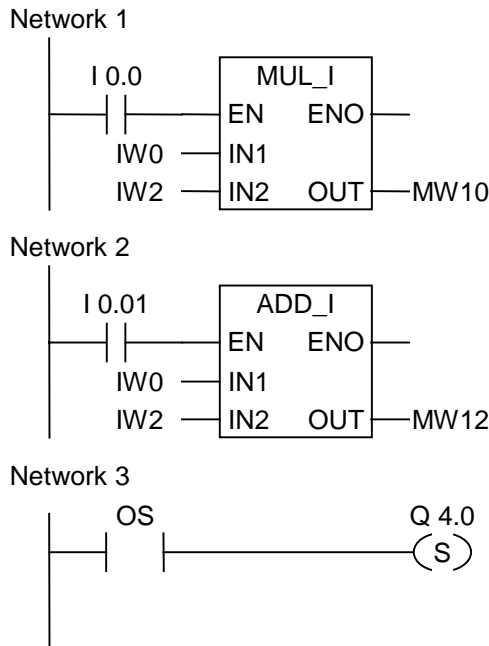 Network 1
I 0.0 MUL_I
EN ENO
IW0 IN1
IW2 IN2 OUT MW10
Network 2
I 0.01 ADD_I
EN ENO
IW0 IN1
IW2 IN2 OUT MW12
Network 3
OS Q 4.0
S